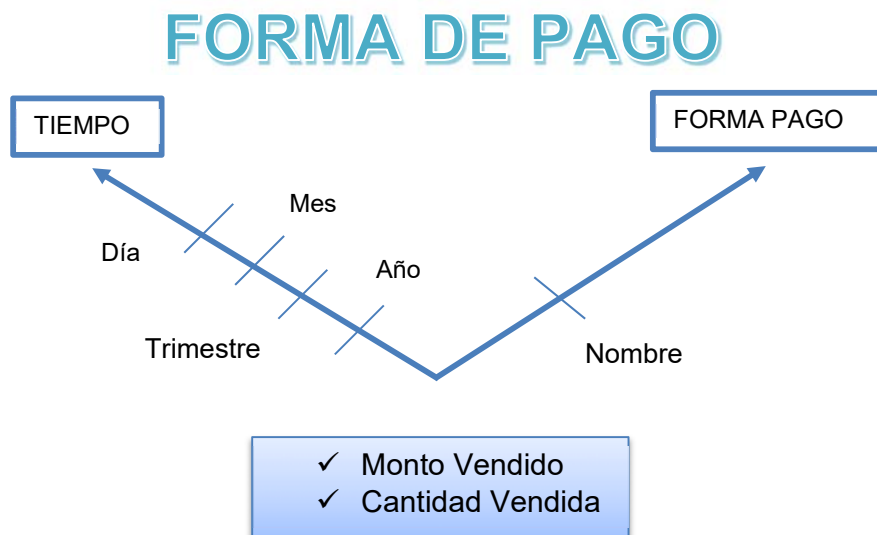 FORMA DE PAGO
TIEMPO
FORMA PAGO
Mes
Día
Año
Trimestre
Nombre
✓ Monto Vendido
✓ Cantidad Vendida